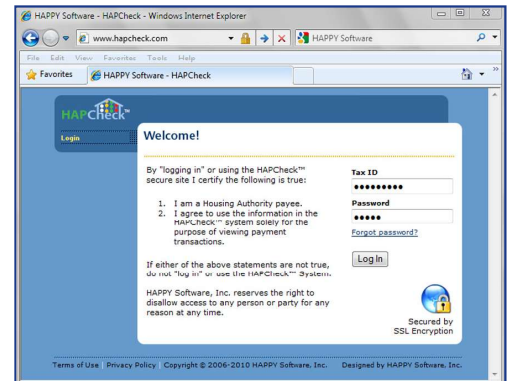 HAPPY Software - HAPCheck - Windows Internet Explorer
www.hapcheck.com
HAPPY Software
File Edit View Favorites Tools Help
Favorites
HAPPY Software - HAPCheck
HAPCheck™
Login
Welcome!
By "logging in" or using the HAPCheck™
secure site I certify the following is true:
1. I am a Housing Authority payee.
2. I agree to use the information in the
HAPCheck™ system solely for the
purpose of viewing payment
transactions.
If either of the above statements are not true,
do not "log in" or use the HAPCheck™ System.
HAPPY Software, Inc. reserves the right to
disallow access to any person or party for any
reason at any time.
Tax ID
•••••••••
Password
•••••
Forgot password?
Log In
Secured by
SSL Encryption
Terms of Use | Privacy Policy | Copyright © 2006-2010 HAPPY Software, Inc. Designed by HAPPY Software, Inc.